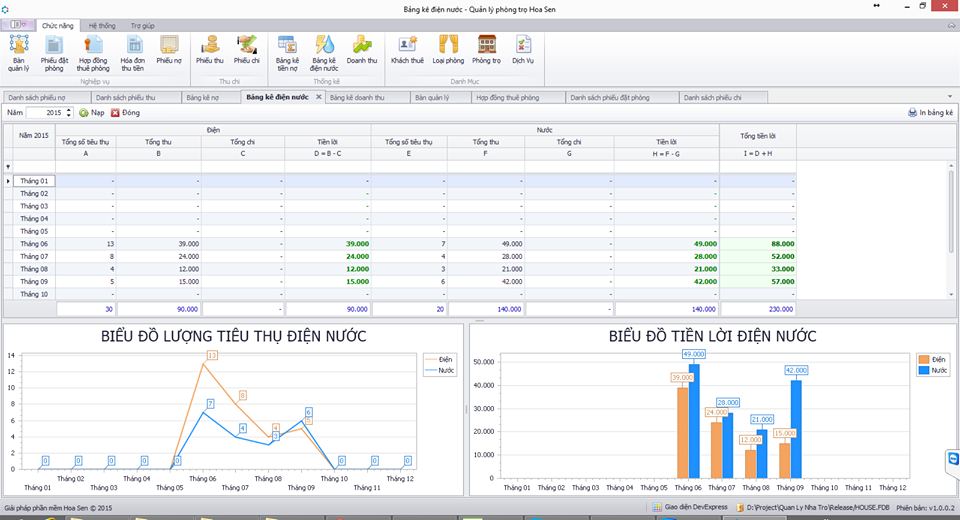 Bảng kê điện nước - Quản lý phòng trọ Hoa Sen
Chức năng Hệ thống Trợ giúp
Bàn quản lý Phiếu đặt phòng Hợp đồng thuê phòng Hóa đơn thu tiền Phiếu nợ Phiếu thu Phiếu chi Bảng kê tiền nợ Bảng kê điện nước Doanh thu Khách thuê Loại phòng Phòng trọ Dịch Vụ
Nghiệp vụ Thu chi Thống kê Danh Mục
Danh sách phiếu nợ Danh sách phiếu thu Bảng kê nợ Bảng kê điện nước Bảng kê doanh thu Bàn quản lý Hợp đồng thuê phòng Danh sách phiếu đặt phòng Danh sách phiếu chi
Năm 2015 Nạp Đóng In bảng kê
Năm 2015 Điện Nước Tổng tiền lời
Tổng số tiêu thụ Tổng thu Tổng chi Tiền lời Tổng số tiêu thụ Tổng thu Tổng chi Tiền lời
A B C D = B - C E F G H = F - G I = D + H
Tháng 01 - - - - - - - - -
Tháng 02 - - - - - - - - -
Tháng 03 - - - - - - - - -
Tháng 04 - - - - - - - - -
Tháng 05 - - - - - - - - -
Tháng 06 13 39.000 - 39.000 7 49.000 - 49.000 88.000
Tháng 07 8 24.000 - 24.000 4 28.000 - 28.000 52.000
Tháng 08 4 12.000 - 12.000 3 21.000 - 21.000 33.000
Tháng 09 5 15.000 - 15.000 6 42.000 - 42.000 57.000
Tháng 10 - - - - - - - - -
30 90.000 - 90.000 20 140.000 - 140.000 230.000
BIỂU ĐỒ LƯỢNG TIÊU THỤ ĐIỆN NƯỚC
14
12
10
8
6
4
2
0
13
8
4
5
0 0 0 0 0 7 4 3 6 0 0 0
Điện
Nước
Tháng 02 Tháng 04 Tháng 06 Tháng 08 Tháng 10 Tháng 12
Tháng 01 Tháng 03 Tháng 05 Tháng 07 Tháng 09 Tháng 11
BIỂU ĐỒ TIỀN LỜI ĐIỆN NƯỚC
50.000
40.000
30.000
20.000
10.000
0
39.000 49.000
24.000 28.000
12.000 21.000
15.000 42.000
Điện
Nước
Tháng 01 Tháng 02 Tháng 03 Tháng 04 Tháng 05 Tháng 06 Tháng 07 Tháng 08 Tháng 09 Tháng 10 Tháng 11 Tháng 12
Giải pháp phần mềm Hoa Sen © 2015 Giao diện DevExpress D:\Project\Quan Ly Nha Tro\Release/HOUSE.FDB Phiên bản: v1.0.0.2